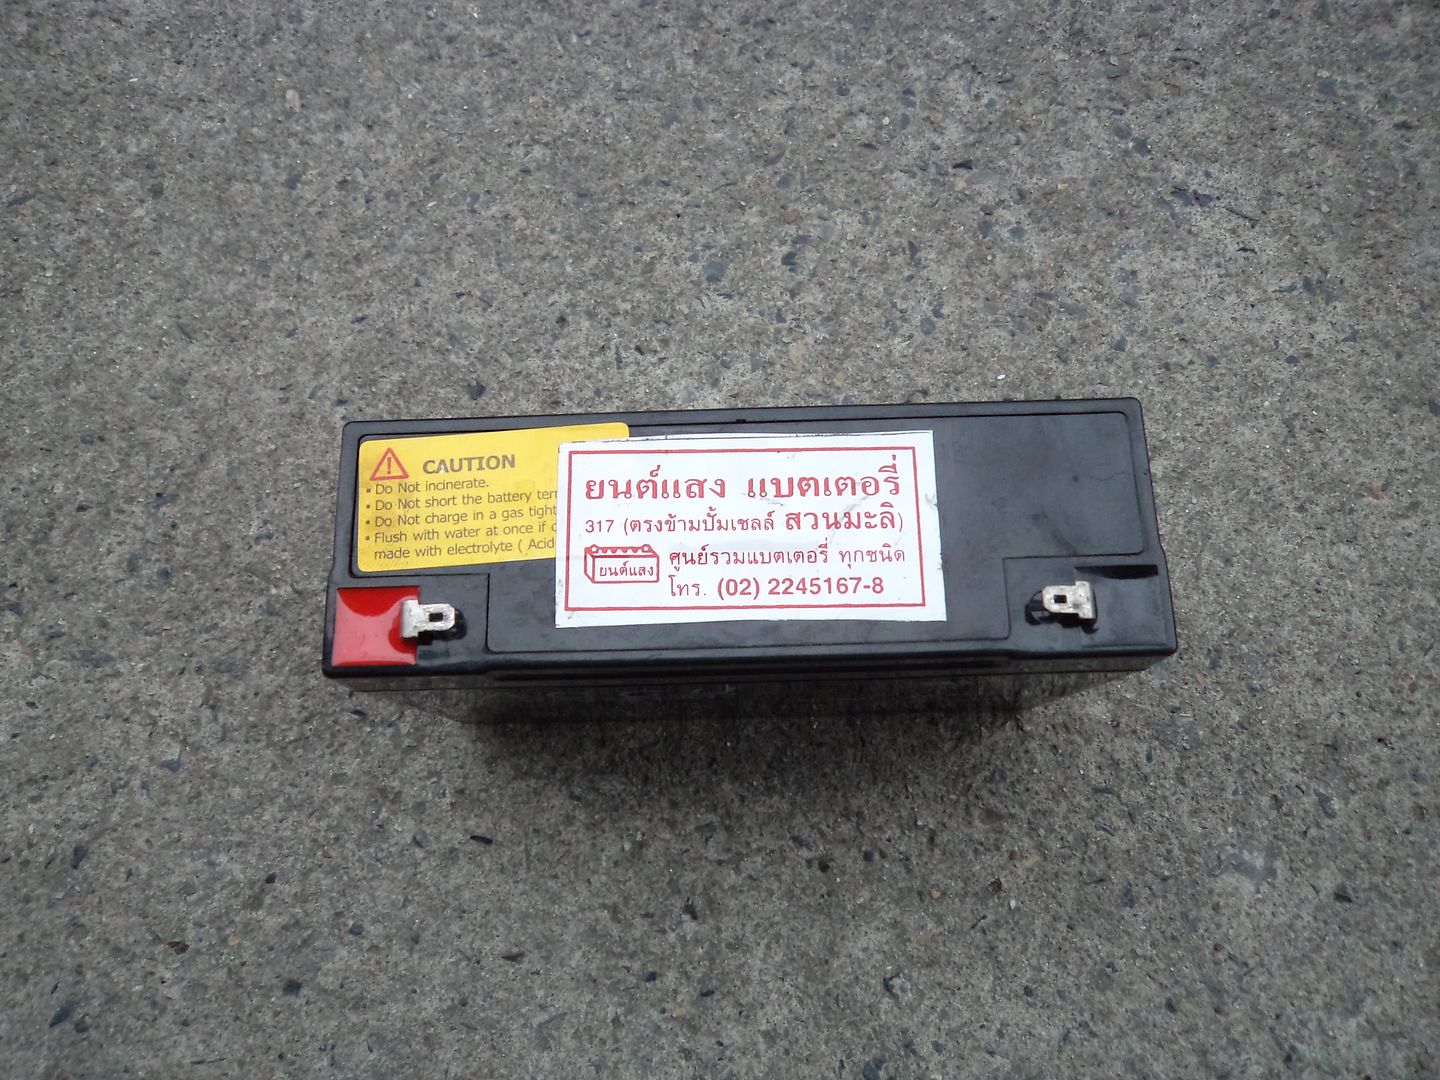 CAUTION
• Do Not incinerate.
• Do Not short the battery
• Do Not charge in a gas tight
• Flush with water at once if
made with electrolyte ( Acid
ยนต์แสง แบตเตอรี่
317 (ตรงข้ามปั้มเชลล์ สวนมะลิ)
ยนต์แสง
ศูนย์รวมแบตเตอรี่ ทุกชนิด
โทร. (02) 2245167-8